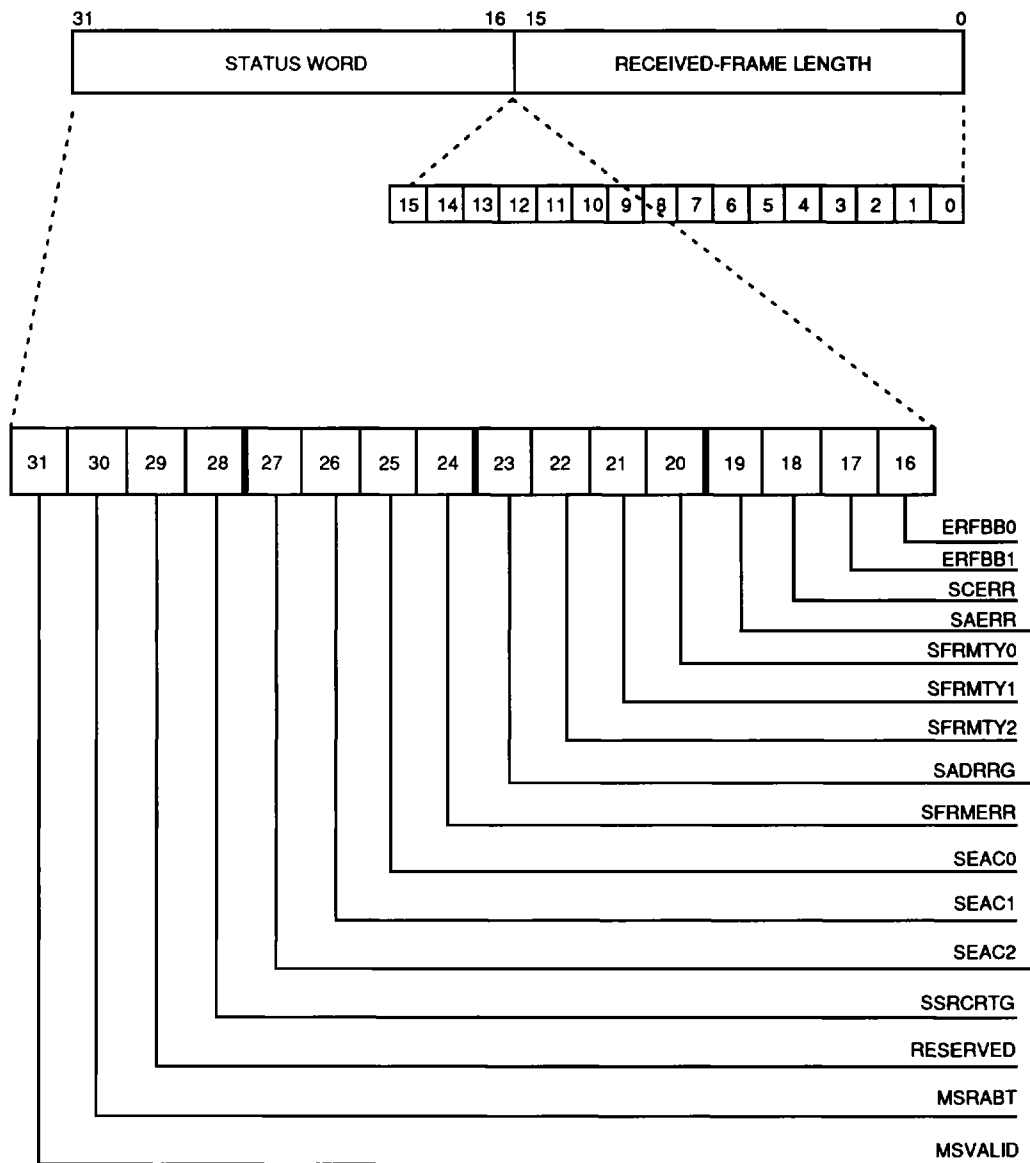 31 16 15 0
STATUS WORD RECEIVED-FRAME LENGTH
15 14 13 12 11 10 9 8 7 6 5 4 3 2 1 0
31 30 29 28 27 26 25 24 23 22 21 20 19 18 17 16
ERFBB0
ERFBB1
SCERR
SAERR
SFRMTY0
SFRMTY1
SFRMTY2
SADRRG
SFRMERR
SEAC0
SEAC1
SEAC2
SSRCRTG
RESERVED
MSRABT
MSVALID